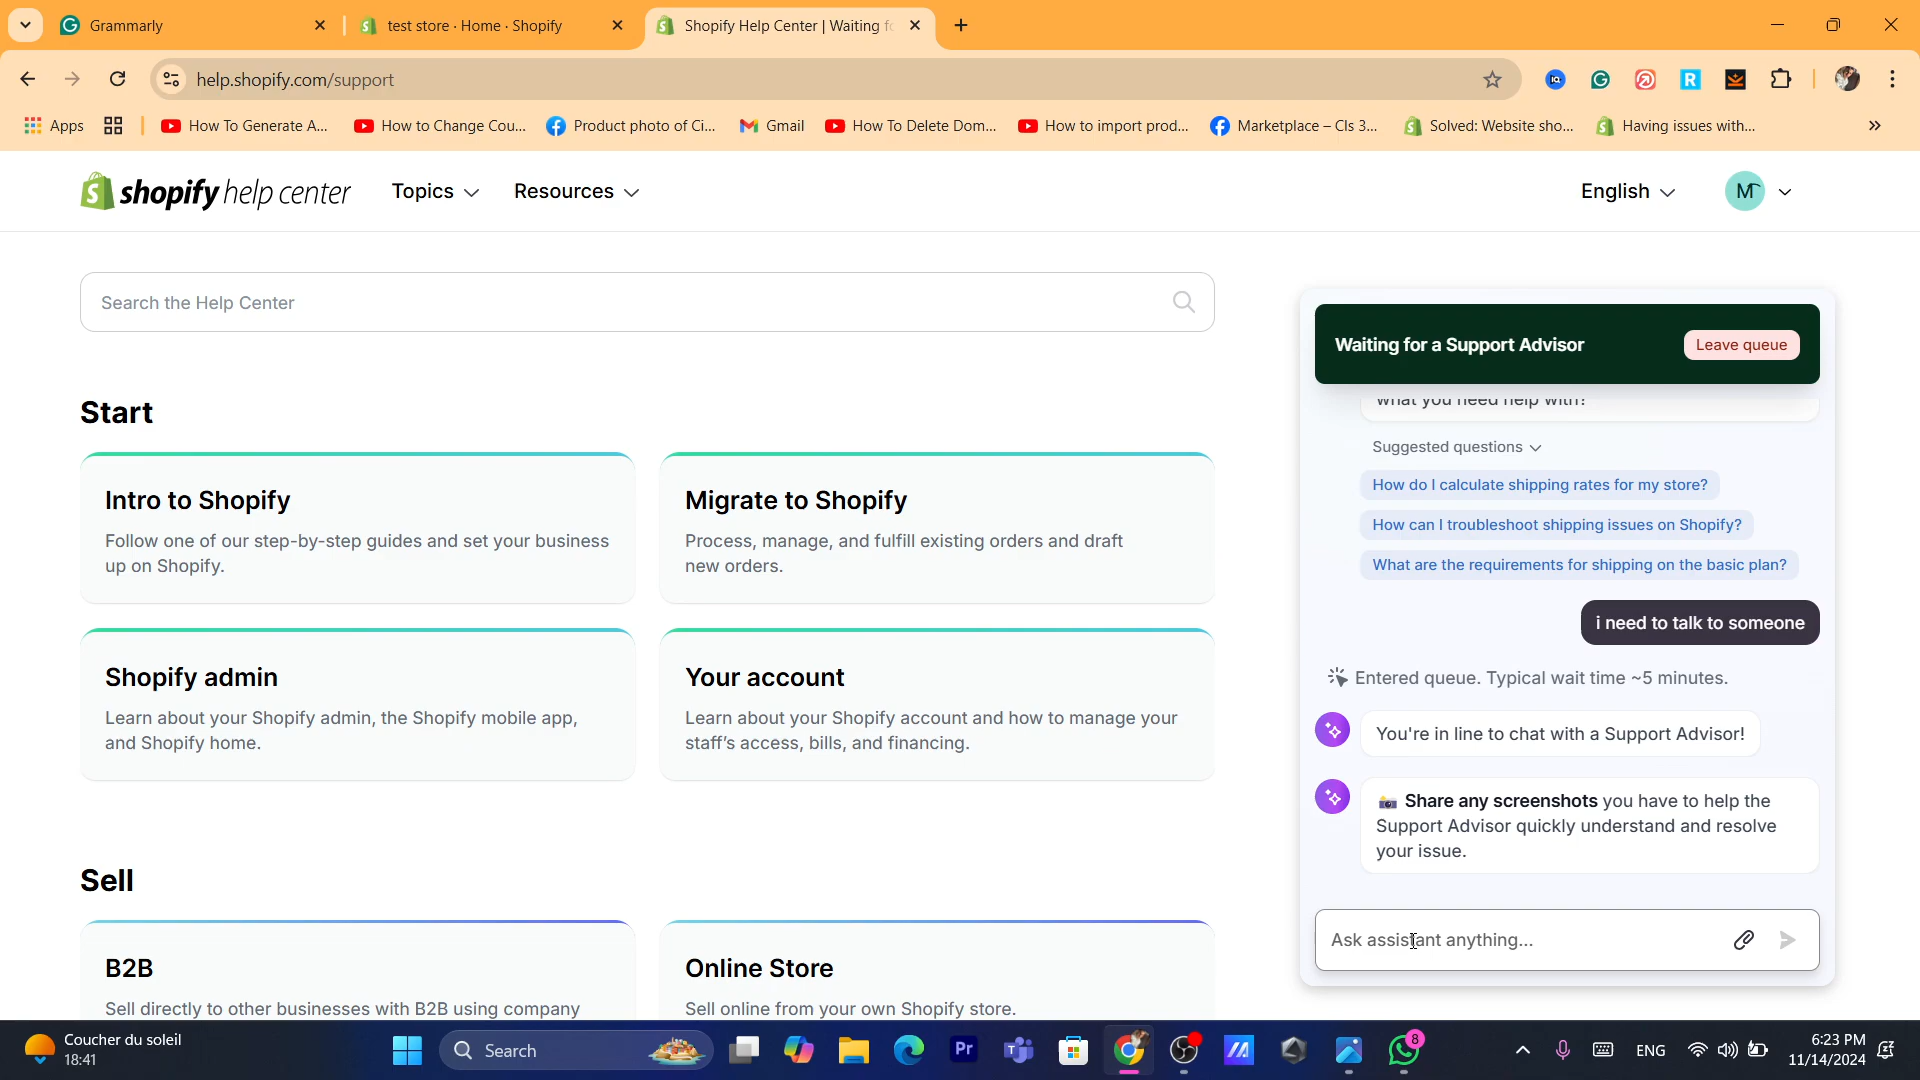 Grammarly
test store · Home · Shopify
Shopify Help Center | Waiting fo
help.shopify.com/support
Apps
How To Generate A...
How to Change Cou...
Product photo of Ci...
Gmail
How To Delete Dom...
How to import prod...
Marketplace – Cls 3...
Solved: Website sho...
Having issues with...
shopify help center
Topics
Resources
English
MT
Search the Help Center
Start
Intro to Shopify
Follow one of our step-by-step guides and set your business
up on Shopify.
Migrate to Shopify
Process, manage, and fulfill existing orders and draft
new orders.
Shopify admin
Learn about your Shopify admin, the Shopify mobile app,
and Shopify home.
Your account
Learn about your Shopify account and how to manage your
staff's access, bills, and financing.
Sell
B2B
Sell directly to other businesses with B2B using company
Online Store
Sell online from your own Shopify store.
Waiting for a Support Advisor
Leave queue
what you need help with?
Suggested questions
How do I calculate shipping rates for my store?
How can I troubleshoot shipping issues on Shopify?
What are the requirements for shipping on the basic plan?
i need to talk to someone
Entered queue. Typical wait time ~5 minutes.
You're in line to chat with a Support Advisor!
Share any screenshots you have to help the
Support Advisor quickly understand and resolve
your issue.
Ask assistant anything...
Coucher du soleil
18:41
Search
Pr
8
ENG
6:23 PM
11/14/2024